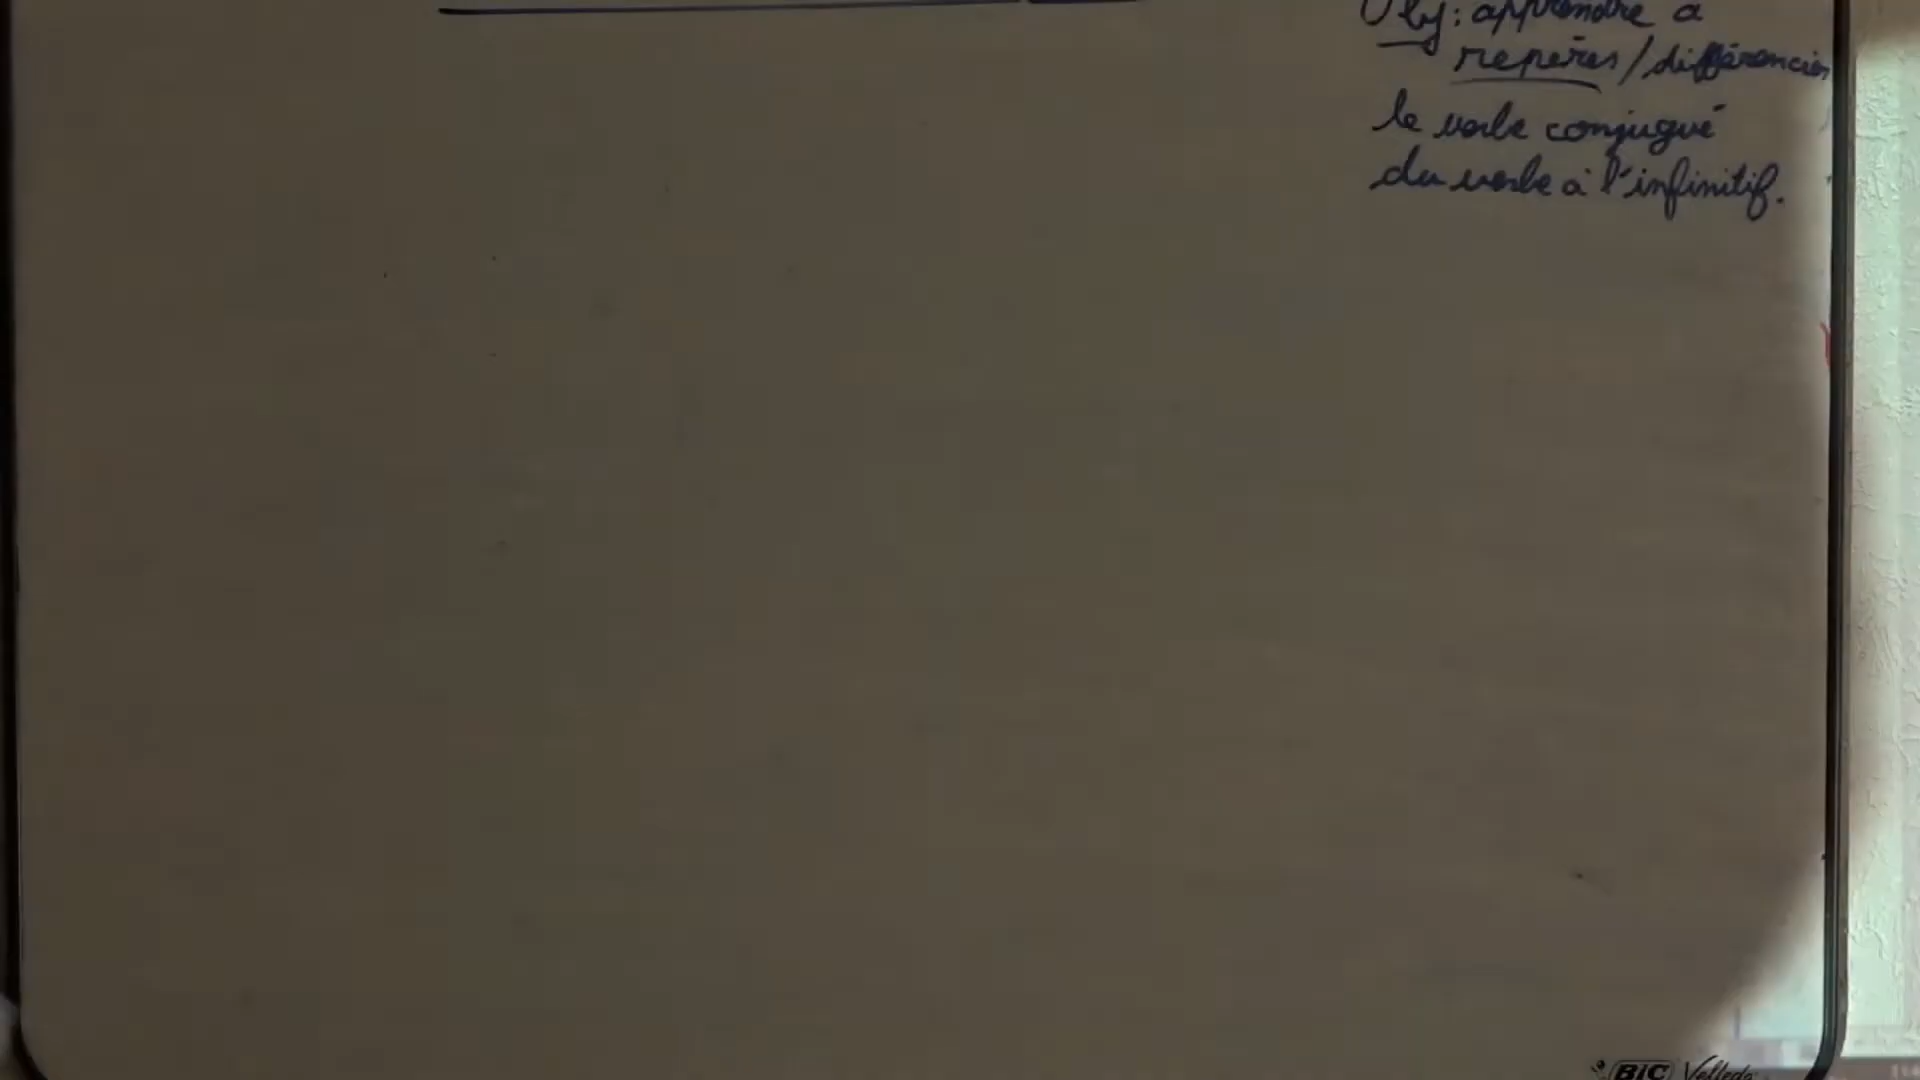 Obj : apprendre à
repérer / différencier
le verbe conjugué
du verbe à l'infinitif.
BIC Velleda